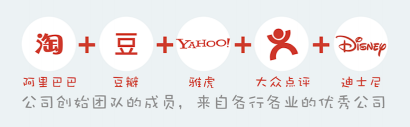 淘 + 豆 + YAHOO! + + Disney
阿里巴巴 豆瓣 雅虎 大众点评 迪士尼
公司创始团队的成员，来自各行各业的优秀公司